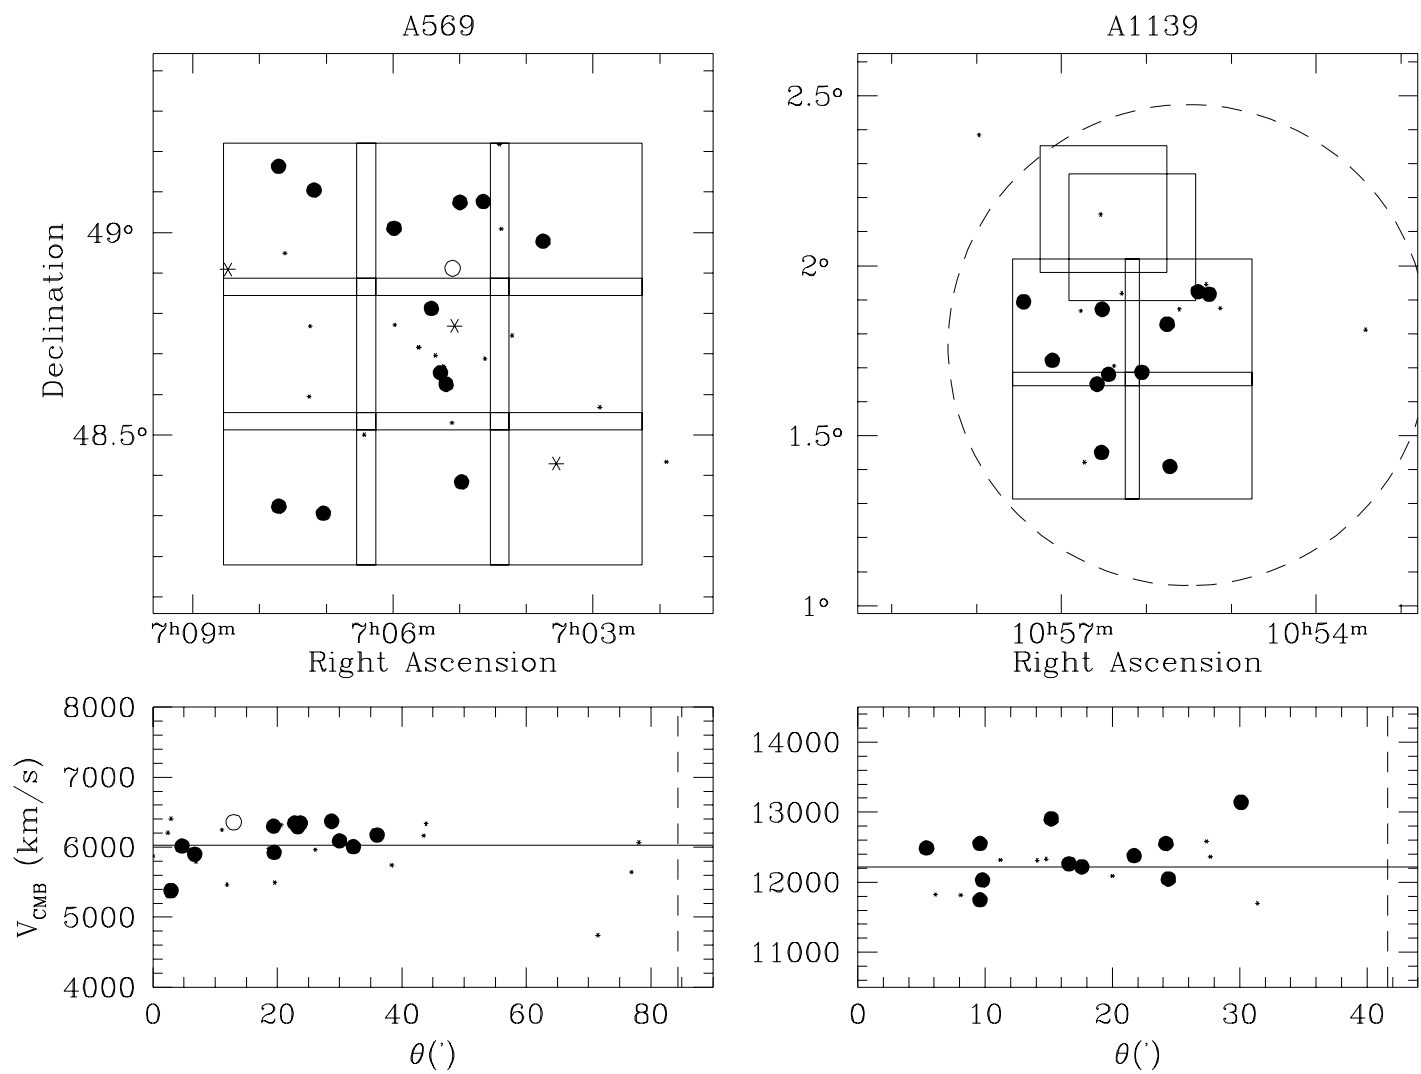 A569 A1139
2.5°
49° 2°
Declination
48.5° 1.5°
1°
7ʰ09ᵐ 7ʰ06ᵐ 7ʰ03ᵐ 10ʰ57ᵐ 10ʰ54ᵐ
Right Ascension Right Ascension
8000
14000
7000
13000
6000
12000
5000
11000
4000
V_CMB (km/s)
0 20 40 60 80 0 10 20 30 40
θ(') θ(')